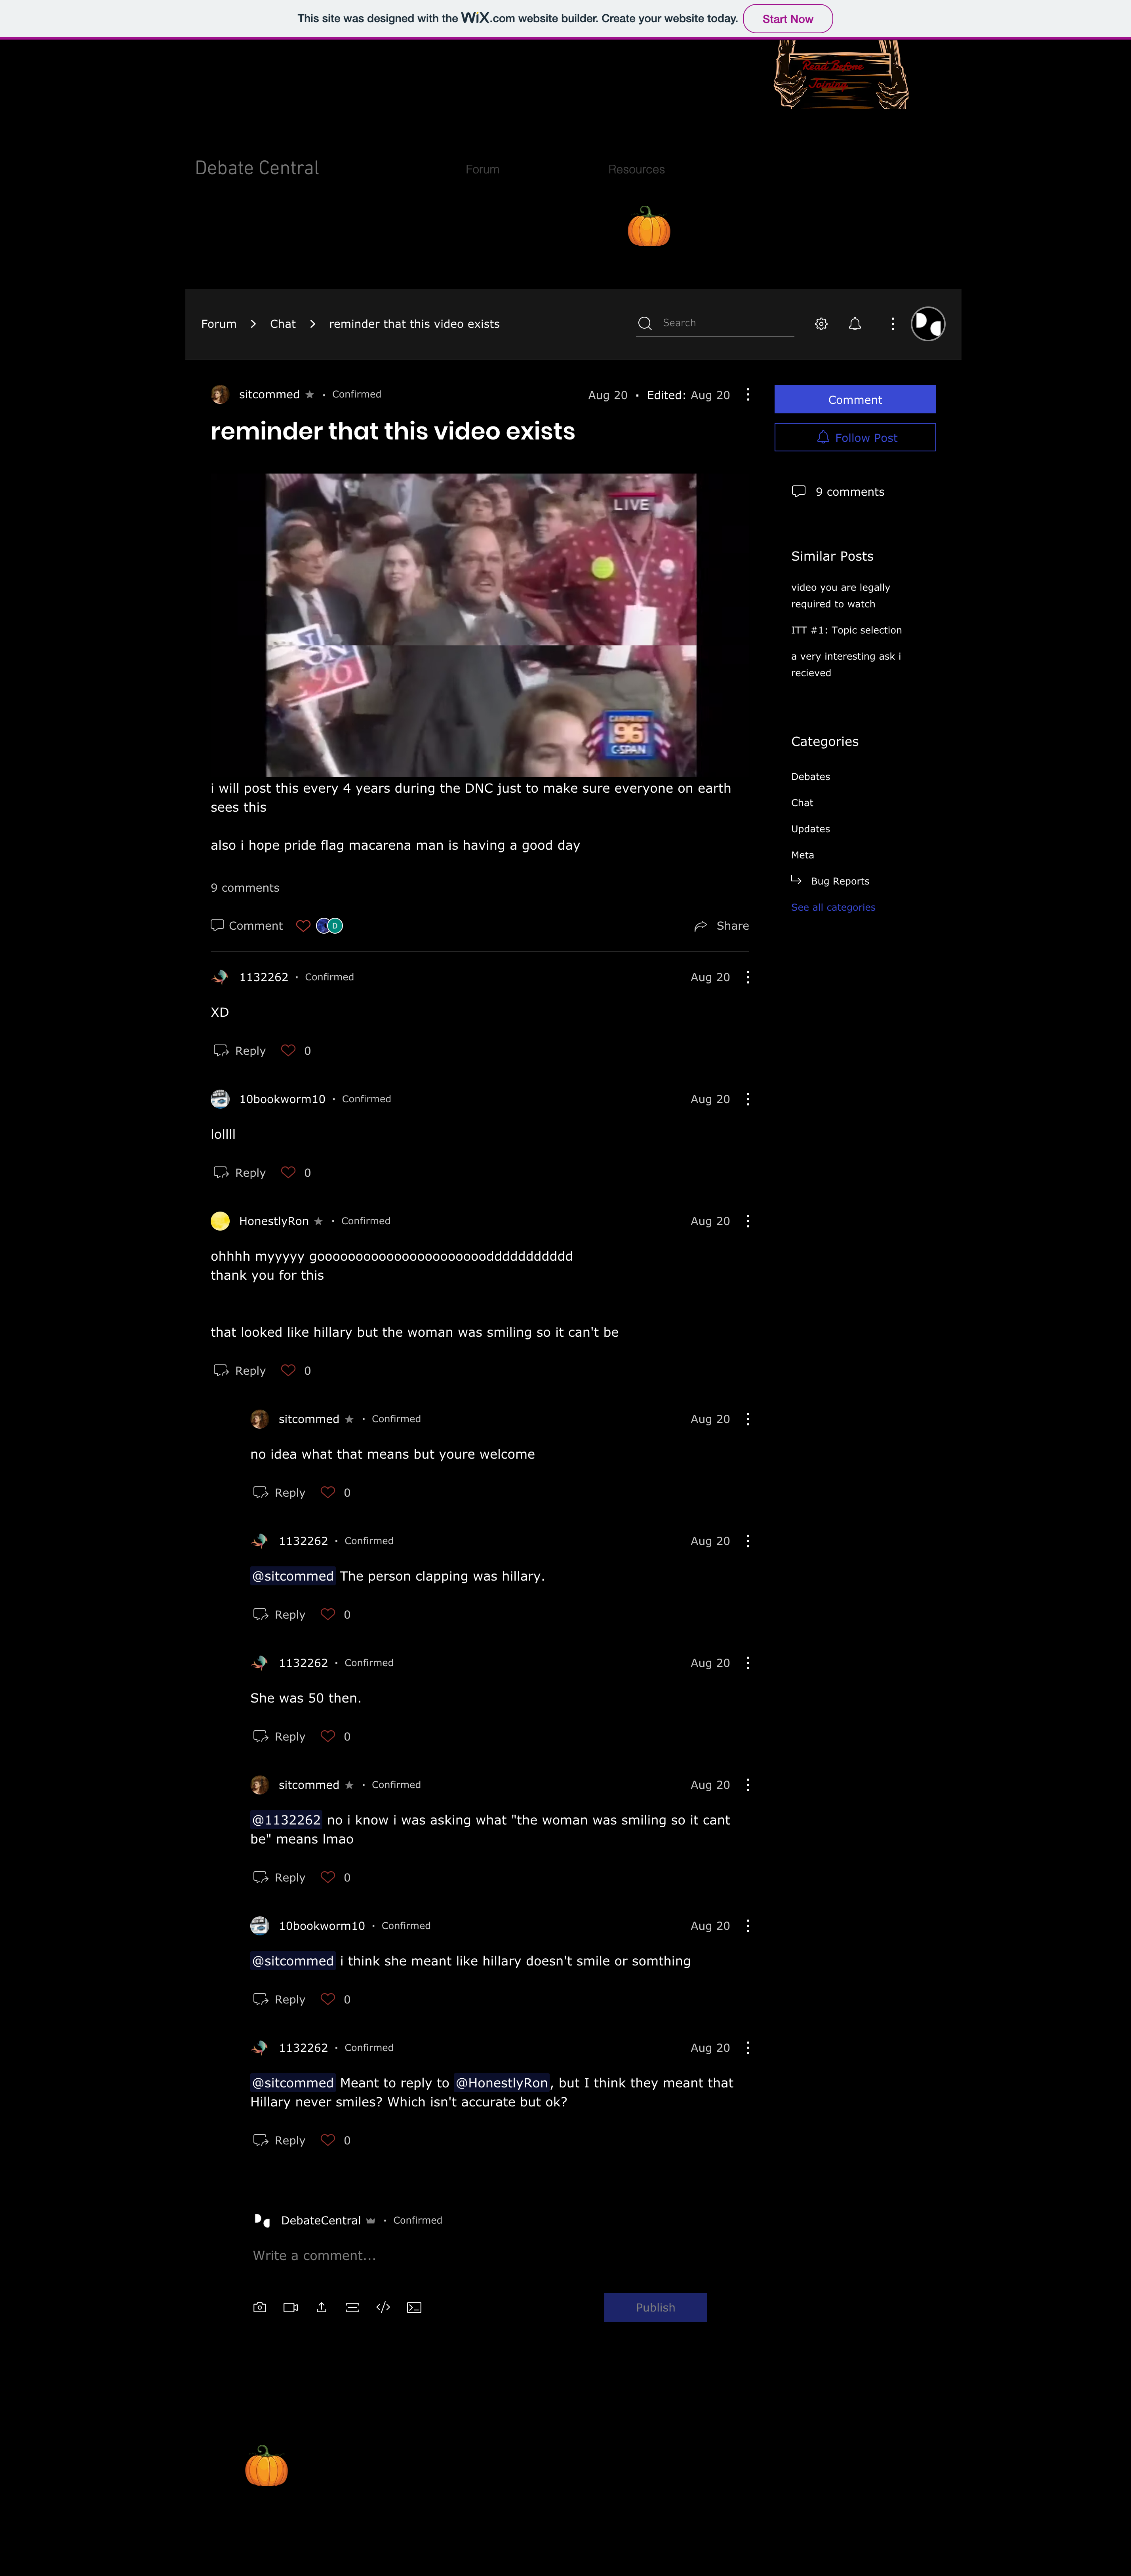 This site was designed with the WiX.com website builder. Create your website today. Start Now
Read Before
Joining
Debate Central Forum Resources
Forum > Chat > reminder that this video exists Search
sitcommed ★ • Confirmed Aug 20 • Edited: Aug 20
Comment
reminder that this video exists
Follow Post
9 comments
LIVE
Similar Posts
video you are legally
required to watch
ITT #1: Topic selection
a very interesting ask i
recieved
'96
CAMPAIGN
96
C-SPAN
Categories
Debates
Chat
Updates
Meta
Bug Reports
See all categories
i will post this every 4 years during the DNC just to make sure everyone on earth
sees this
also i hope pride flag macarena man is having a good day
9 comments
Comment D Share
1132262 • Confirmed Aug 20
XD
Reply 0
10bookworm10 • Confirmed Aug 20
lollll
Reply 0
HonestlyRon ★ • Confirmed Aug 20
ohhhh myyyyy goooooooooooooooooooooodddddddddddd
thank you for this
that looked like hillary but the woman was smiling so it can't be
Reply 0
sitcommed ★ • Confirmed Aug 20
no idea what that means but youre welcome
Reply 0
1132262 • Confirmed Aug 20
@sitcommed The person clapping was hillary.
Reply 0
1132262 • Confirmed Aug 20
She was 50 then.
Reply 0
sitcommed ★ • Confirmed Aug 20
@1132262 no i know i was asking what "the woman was smiling so it cant
be" means lmao
Reply 0
10bookworm10 • Confirmed Aug 20
@sitcommed i think she meant like hillary doesn't smile or somthing
Reply 0
1132262 • Confirmed Aug 20
@sitcommed Meant to reply to @HonestlyRon, but I think they meant that
Hillary never smiles? Which isn't accurate but ok?
Reply 0
DebateCentral • Confirmed
Write a comment...
Publish